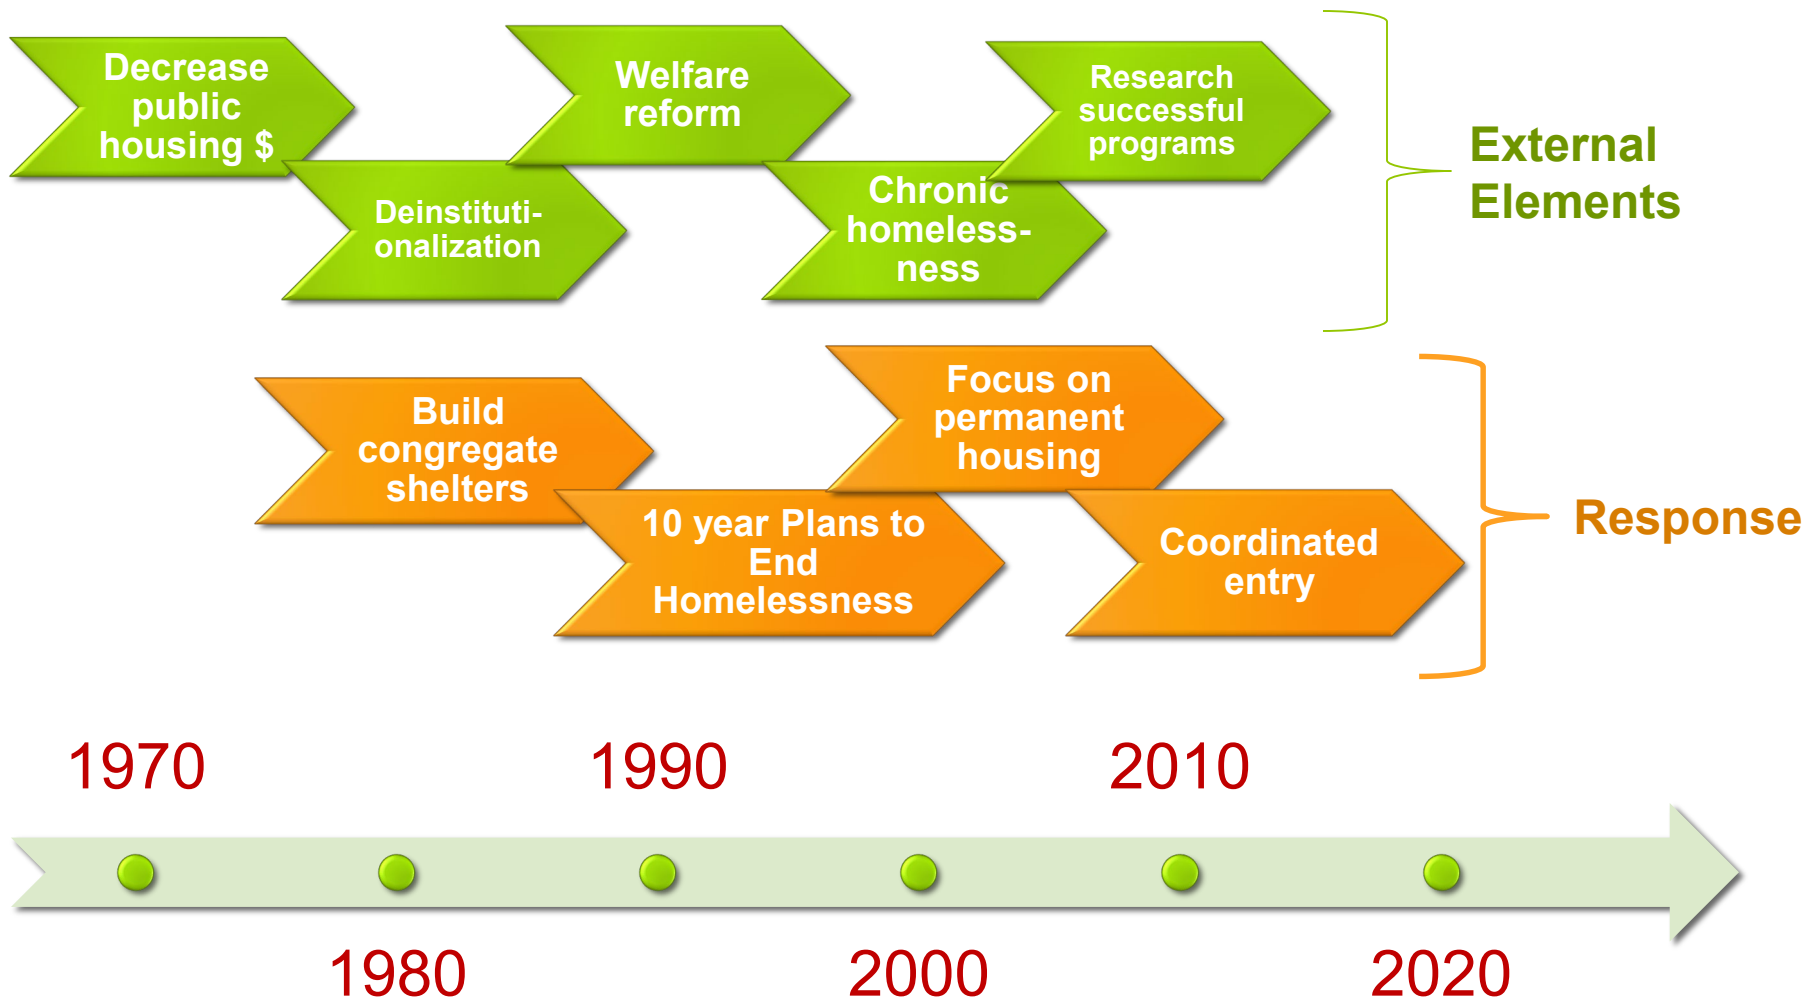 Decrease
public
housing $
Deinstituti-
onalization
Welfare
reform
Chronic
homeless-
ness
Research
successful
programs
External
Elements
Build
congregate
shelters
10 year Plans to
End
Homelessness
Focus on
permanent
housing
Coordinated
entry
Response
1970
1980
1990
2000
2010
2020